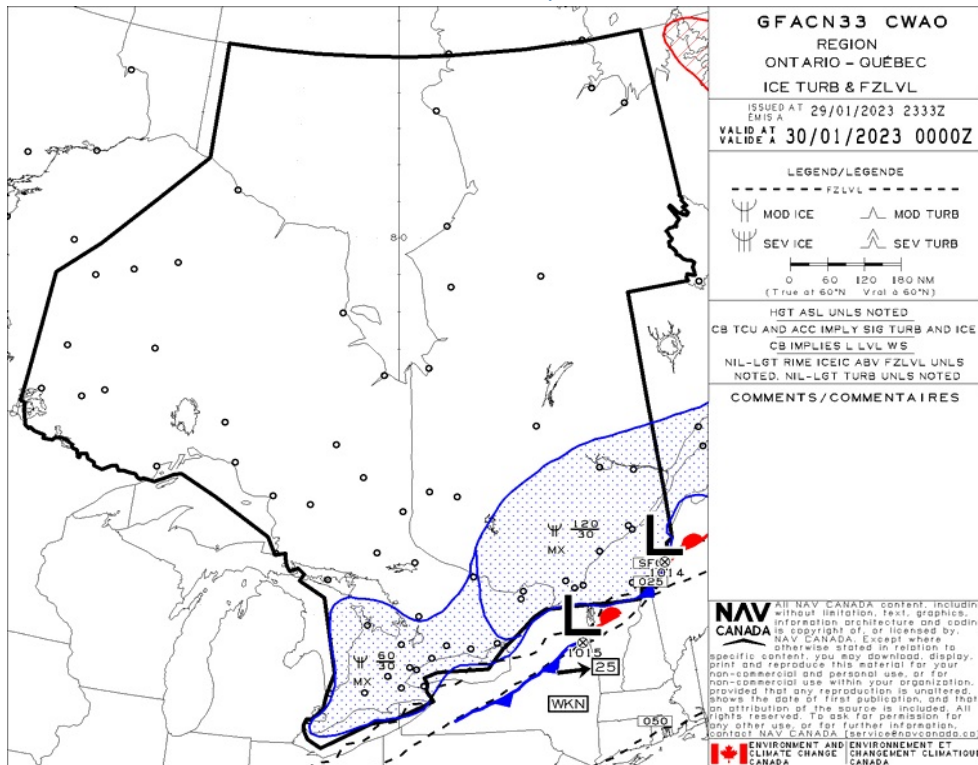 GFACN33 CWAO
REGION
ONTARIO - QUÉBEC
ICE TURB & FZLVL
ISSUED AT
ÉMIS A
29/01/2023 2333Z
VALID AT
VALIDE A
30/01/2023 0000Z
LEGEND/LÉGENDE
FZLVL
MOD ICE
MOD TURB
SEV ICE
SEV TURB
0 60 120 180 NM
(True at 60°N Vrai à 60°N)
HGT ASL UNLS NOTED
CB TCU AND ACC IMPLY SIG TURB AND ICE
CB IMPLIES L LVL WS
NIL-LGT RIME ICEIC ABV FZLVL UNLS
NOTED. NIL-LGT TURB UNLS NOTED
COMMENTS/COMMENTAIRES
80
120
30
MX
60
30
MX
L
1014
025
L
1015
25
WKN
050
NAV
CANADA
All NAV CANADA content, including
without limitation, text, graphics,
information architecture and coding
is copyright of, or licensed by,
NAV CANADA. Except where
otherwise stated in relation to
specific content, you may download, display,
print and reproduce this material for your
non-commercial and personal use, or for
non-commercial use within your organization,
provided that any reproduction is unaltered,
shows the date of first publication, and that
an attribution of the source is included. All
rights reserved. To ask for permission for
any other use, or for further information,
contact NAV CANADA [service@navcanada.ca]
ENVIRONMENT AND
CLIMATE CHANGE
CANADA
ENVIRONNEMENT ET
CHANGEMENT CLIMATIQUE
CANADA